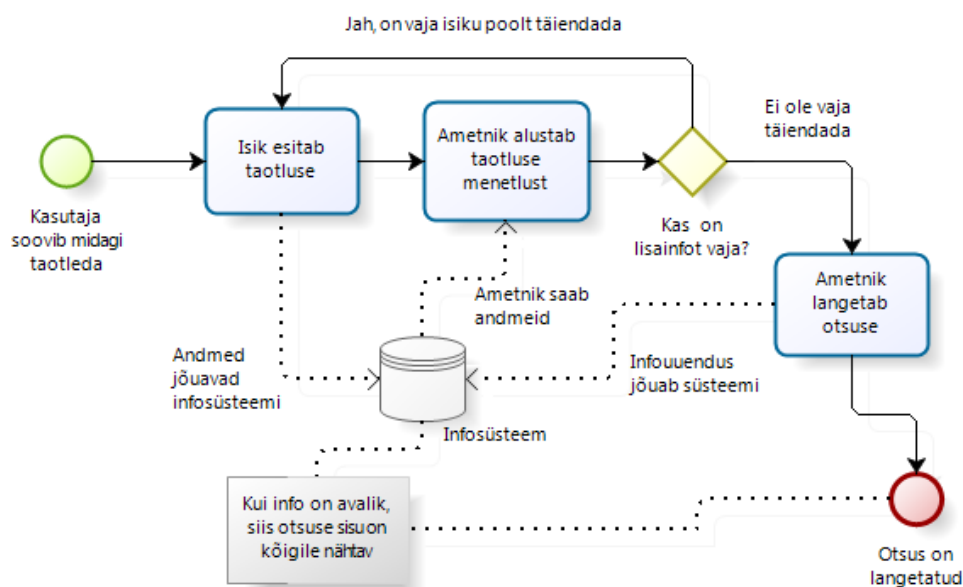 Jah, on vaja isiku poolt täiendada
Ei ole vaja
täiendada
Isik esitab
taotluse
Ametnik alustab
taotluse
menetlust
Kasutaja
soovib midagi
taotleda
Kas on
lisainfot vaja?
Ametnik
langetab
otsuse
Ametnik saab
andmeid
Andmed
jõuavad
infosüsteemi
Infouuendus
jõuab süsteemi
Infosüsteem
Kui info on avalik,
siis otsuse sisuon
kõigile nähtav
Otsus on
langetatud